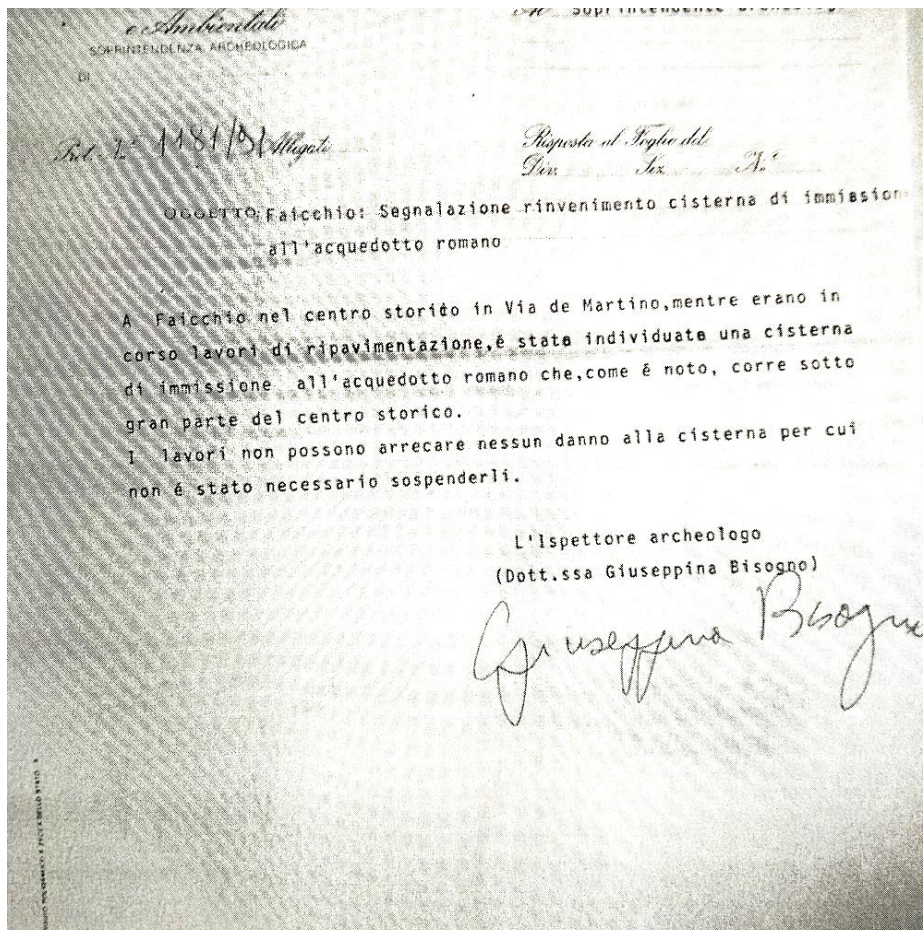 e Ambientali
Al Soprintendente
SOPRINTENDENZA ARCHEOLOGICA
DI
Prot. N.° 1181/91 Allegati
Risposta al Foglio del
Div. Sez. N.°
OGGETTO: Faicchio: Segnalazione rinvenimento cisterna di immission
all'acquedotto romano
A Faicchio nel centro storico in Via de Martino,mentre erano in
corso lavori di ripavimentazione,é stata individuata una cisterna
di immissione all'acquedotto romano che,come é noto, corre sotto
gran parte del centro storico.
I lavori non possono arrecare nessun danno alla cisterna per cui
non é stato necessario sospenderli.
L'Ispettore archeologo
(Dott.ssa Giuseppina Bisogno)
Giuseppina Bisogno